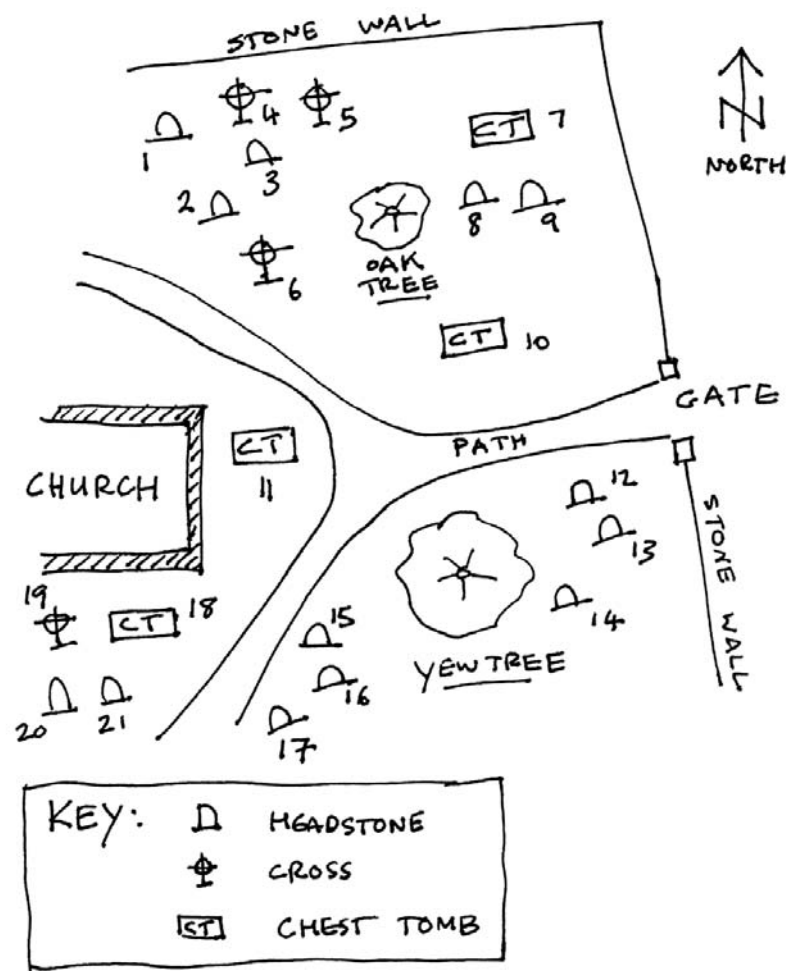 STONE WALL
4
5
CT 7
1
3
NORTH
2
8
9
6
OAK
TREE
CT 10
GATE
PATH
CT
11
CHURCH
12
13
STONE WALL
19
CT 18
14
15
YEW TREE
16
20
21
17
KEY:
HEADSTONE
CROSS
CT CHEST TOMB